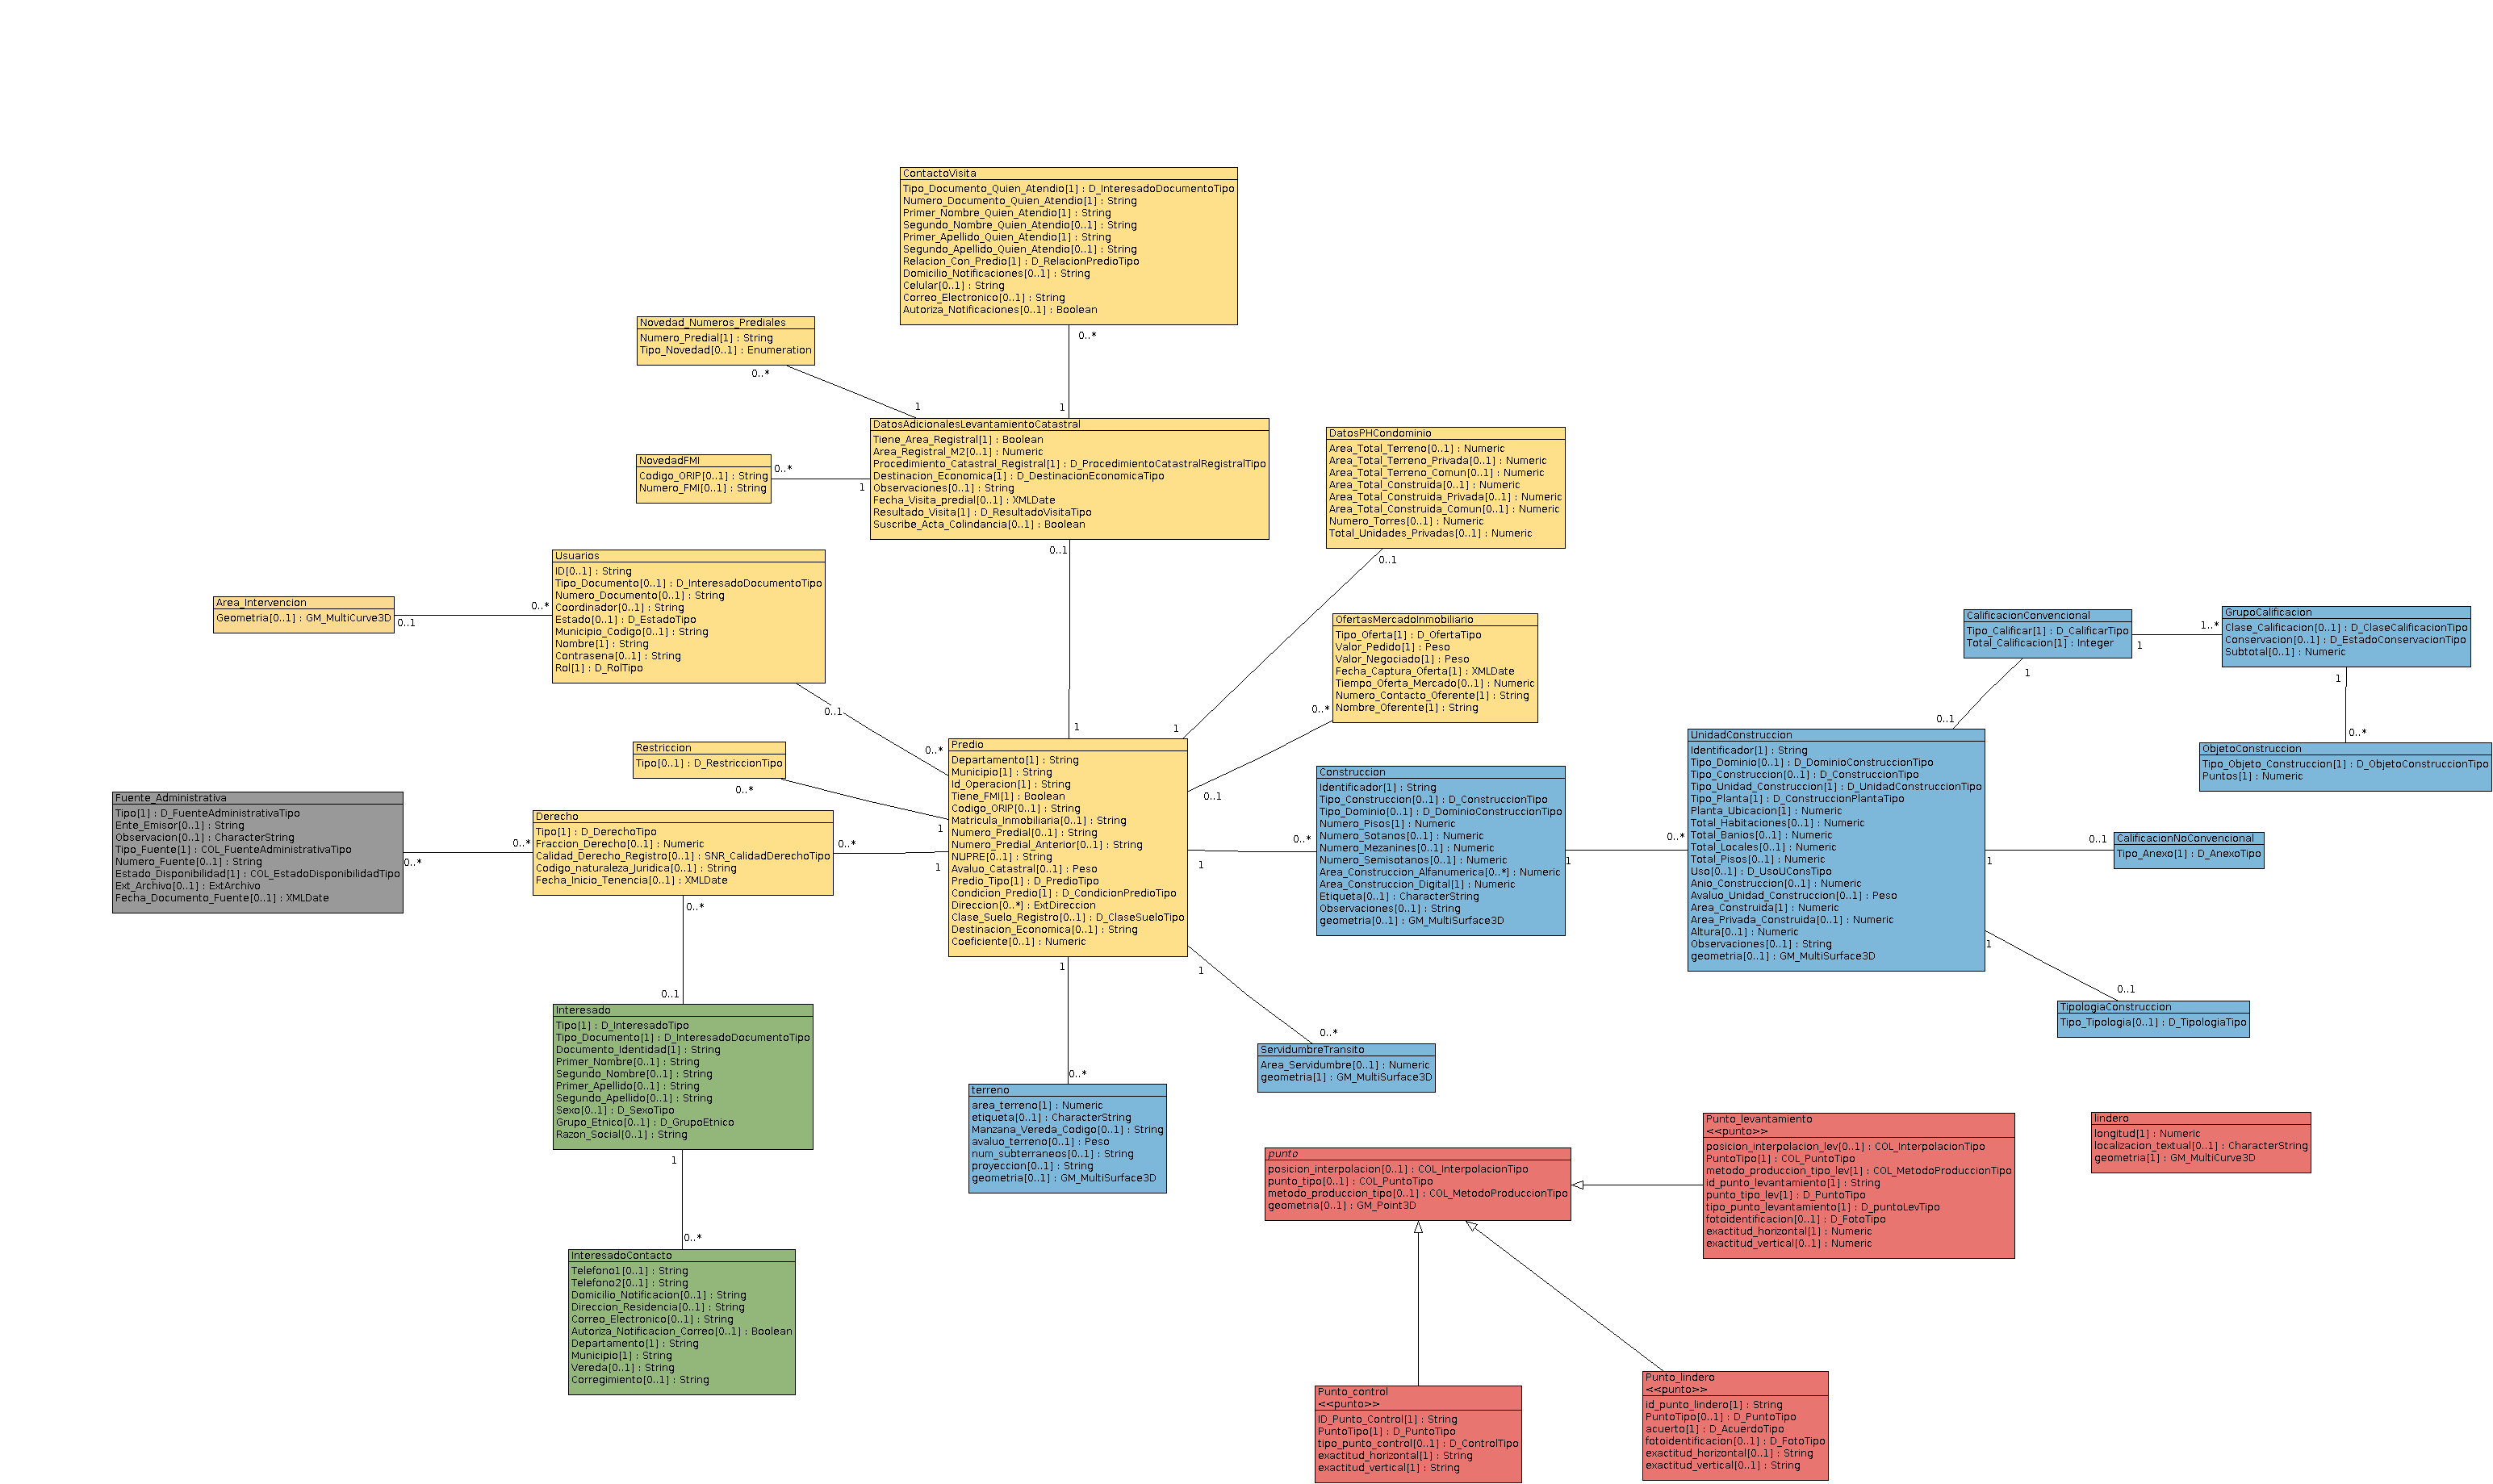 ContactoVisita
Tipo_Documento_Quien_Atendio[1] : D_InteresadoDocumentoTipo
Numero_Documento_Quien_Atendio[1] : String
Primer_Nombre_Quien_Atendio[1] : String
Segundo_Nombre_Quien_Atendio[0..1] : String
Primer_Apellido_Quien_Atendio[1] : String
Segundo_Apellido_Quien_Atendio[0..1] : String
Relacion_Con_Predio[1] : D_RelacionPredioTipo
Domicilio_Notificaciones[0..1] : String
Celular[0..1] : String
Correo_Electronico[0..1] : String
Autoriza_Notificaciones[0..1] : Boolean
0..*
1
Novedad_Numeros_Prediales
Numero_Predial[1] : String
Tipo_Novedad[0..1] : Enumeration
0..*
1
DatosAdicionalesLevantamientoCatastral
Tiene_Area_Registral[1] : Boolean
Area_Registral_M2[0..1] : Numeric
Procedimiento_Catastral_Registral[1] : D_ProcedimientoCatastralRegistralTipo
Destinacion_Economica[1] : D_DestinacionEconomicaTipo
Observaciones[0..1] : String
Fecha_Visita_predial[0..1] : XMLDate
Resultado_Visita[1] : D_ResultadoVisitaTipo
Suscribe_Acta_Colindancia[0..1] : Boolean
0..1
1
NovedadFMI
Codigo_ORIP[0..1] : String
Numero_FMI[0..1] : String
0..*
1
DatosPHCondominio
Area_Total_Terreno[0..1] : Numeric
Area_Total_Terreno_Privada[0..1] : Numeric
Area_Total_Terreno_Comun[0..1] : Numeric
Area_Total_Construida[0..1] : Numeric
Area_Total_Construida_Privada[0..1] : Numeric
Area_Total_Construida_Comun[0..1] : Numeric
Numero_Torres[0..1] : Numeric
Total_Unidades_Privadas[0..1] : Numeric
0..1
1
Usuarios
ID[0..1] : String
Tipo_Documento[0..1] : D_InteresadoDocumentoTipo
Numero_Documento[0..1] : String
Coordinador[0..1] : String
Estado[0..1] : D_EstadoTipo
Municipio_Codigo[0..1] : String
Nombre[1] : String
Contrasena[0..1] : String
Rol[1] : D_RolTipo
0..1
0..*
Area_Intervencion
Geometria[0..1] : GM_MultiCurve3D
0..1
0..*
OfertasMercadoInmobiliario
Tipo_Oferta[1] : D_OfertaTipo
Valor_Pedido[1] : Peso
Valor_Negociado[1] : Peso
Fecha_Captura_Oferta[1] : XMLDate
Tiempo_Oferta_Mercado[0..1] : Numeric
Numero_Contacto_Oferente[1] : String
Nombre_Oferente[1] : String
0..*
0..1
CalificacionConvencional
Tipo_Calificar[1] : D_CalificarTipo
Total_Calificacion[1] : Integer
1
1..*
1
0..1
GrupoCalificacion
Clase_Calificacion[0..1] : D_ClaseCalificacionTipo
Conservacion[0..1] : D_EstadoConservacionTipo
Subtotal[0..1] : Numeric
1
0..*
ObjetoConstruccion
Tipo_Objeto_Construccion[1] : D_ObjetoConstruccionTipo
Puntos[1] : Numeric
Restriccion
Tipo[0..1] : D_RestriccionTipo
0..*
1
Predio
Departamento[1] : String
Municipio[1] : String
Id_Operacion[1] : String
Tiene_FMI[1] : Boolean
Codigo_ORIP[0..1] : String
Matricula_Inmobiliaria[0..1] : String
Numero_Predial[0..1] : String
Numero_Predial_Anterior[0..1] : String
NUPRE[0..1] : String
Avaluo_Catastral[0..1] : Peso
Predio_Tipo[1] : D_PredioTipo
Condicion_Predio[1] : D_CondicionPredioTipo
Direccion[0..*] : ExtDireccion
Clase_Suelo_Registro[0..1] : D_ClaseSueloTipo
Destinacion_Economica[0..1] : String
Coeficiente[0..1] : Numeric
Construccion
Identificador[1] : String
Tipo_Construccion[0..1] : D_ConstruccionTipo
Tipo_Dominio[0..1] : D_DominioConstruccionTipo
Numero_Pisos[1] : Numeric
Numero_Sotanos[0..1] : Numeric
Numero_Mezanines[0..1] : Numeric
Numero_Semisotanos[0..1] : Numeric
Area_Construccion_Alfanumerica[0..*] : Numeric
Area_Construccion_Digital[1] : Numeric
Etiqueta[0..1] : CharacterString
Observaciones[0..1] : String
geometria[0..1] : GM_MultiSurface3D
0..*
1
1
0..*
UnidadConstruccion
Identificador[1] : String
Tipo_Dominio[0..1] : D_DominioConstruccionTipo
Tipo_Construccion[0..1] : D_ConstruccionTipo
Tipo_Unidad_Construccion[1] : D_UnidadConstruccionTipo
Tipo_Planta[1] : D_ConstruccionPlantaTipo
Planta_Ubicacion[1] : Numeric
Total_Habitaciones[0..1] : Numeric
Total_Banios[0..1] : Numeric
Total_Locales[0..1] : Numeric
Total_Pisos[0..1] : Numeric
Uso[0..1] : D_UsoUConsTipo
Anio_Construccion[0..1] : Numeric
Avaluo_Unidad_Construccion[0..1] : Peso
Area_Construida[1] : Numeric
Area_Privada_Construida[0..1] : Numeric
Altura[0..1] : Numeric
Observaciones[0..1] : String
geometria[0..1] : GM_MultiSurface3D
CalificacionNoConvencional
Tipo_Anexo[1] : D_AnexoTipo
0..1
1
TipologiaConstruccion
Tipo_Tipologia[0..1] : D_TipologiaTipo
1
0..1
Fuente_Administrativa
Tipo[1] : D_FuenteAdministrativaTipo
Ente_Emisor[0..1] : String
Observacion[0..1] : CharacterString
Tipo_Fuente[1] : COL_FuenteAdministrativaTipo
Numero_Fuente[0..1] : String
Estado_Disponibilidad[1] : COL_EstadoDisponibilidadTipo
Ext_Archivo[0..1] : ExtArchivo
Fecha_Documento_Fuente[0..1] : XMLDate
0..*
0..*
Derecho
Tipo[1] : D_DerechoTipo
Fraccion_Derecho[0..1] : Numeric
Calidad_Derecho_Registro[0..1] : SNR_CalidadDerechoTipo
Codigo_naturaleza_Juridica[0..1] : String
Fecha_Inicio_Tenencia[0..1] : XMLDate
0..*
1
0..*
0..1
Interesado
Tipo[1] : D_InteresadoTipo
Tipo_Documento[1] : D_InteresadoDocumentoTipo
Documento_Identidad[1] : String
Primer_Nombre[0..1] : String
Segundo_Nombre[0..1] : String
Primer_Apellido[0..1] : String
Segundo_Apellido[0..1] : String
Sexo[0..1] : D_SexoTipo
Grupo_Etnico[0..1] : D_GrupoEtnico
Razon_Social[0..1] : String
1
0..*
InteresadoContacto
Telefono1[0..1] : String
Telefono2[0..1] : String
Domicilio_Notificacion[0..1] : String
Direccion_Residencia[0..1] : String
Correo_Electronico[0..1] : String
Autoriza_Notificacion_Correo[0..1] : Boolean
Departamento[1] : String
Municipio[1] : String
Vereda[0..1] : String
Corregimiento[0..1] : String
1
0..*
terreno
area_terreno[1] : Numeric
etiqueta[0..1] : CharacterString
Manzana_Vereda_Codigo[0..1] : String
avaluo_terreno[0..1] : Peso
num_subterraneos[0..1] : String
proyeccion[0..1] : String
geometria[0..1] : GM_MultiSurface3D
1
0..*
ServidumbreTransito
Area_Servidumbre[0..1] : Numeric
geometria[1] : GM_MultiSurface3D
punto
posicion_interpolacion[0..1] : COL_InterpolacionTipo
punto_tipo[0..1] : COL_PuntoTipo
metodo_produccion_tipo[0..1] : COL_MetodoProduccionTipo
geometria[0..1] : GM_Point3D
Punto_levantamiento
<<punto>>
posicion_interpolacion_lev[0..1] : COL_InterpolacionTipo
PuntoTipo[1] : COL_PuntoTipo
metodo_produccion_tipo_lev[1] : COL_MetodoProduccionTipo
id_punto_levantamiento[1] : String
punto_tipo_lev[1] : D_PuntoTipo
tipo_punto_levantamiento[1] : D_puntoLevTipo
fotoidentificacion[0..1] : D_FotoTipo
exactitud_horizontal[1] : Numeric
exactitud_vertical[0..1] : Numeric
lindero
longitud[1] : Numeric
localizacion_textual[0..1] : CharacterString
geometria[1] : GM_MultiCurve3D
Punto_control
<<punto>>
ID_Punto_Control[1] : String
PuntoTipo[1] : D_PuntoTipo
tipo_punto_control[0..1] : D_ControlTipo
exactitud_horizontal[1] : String
exactitud_vertical[1] : String
Punto_lindero
<<punto>>
id_punto_lindero[1] : String
PuntoTipo[0..1] : D_PuntoTipo
acuerto[1] : D_AcuerdoTipo
fotoidentificacion[0..1] : D_FotoTipo
exactitud_horizontal[0..1] : String
exactitud_vertical[0..1] : String